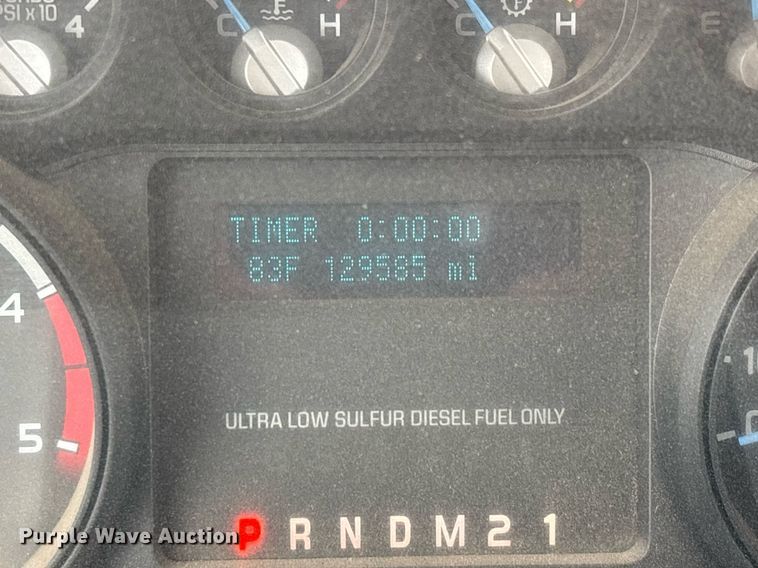 PSI x 10
4
C H
F
C H
E
TIMER 0:00:00
83F 129585 mi
4
5
ULTRA LOW SULFUR DIESEL FUEL ONLY
P R N D M 2 1
Purple Wave Auction